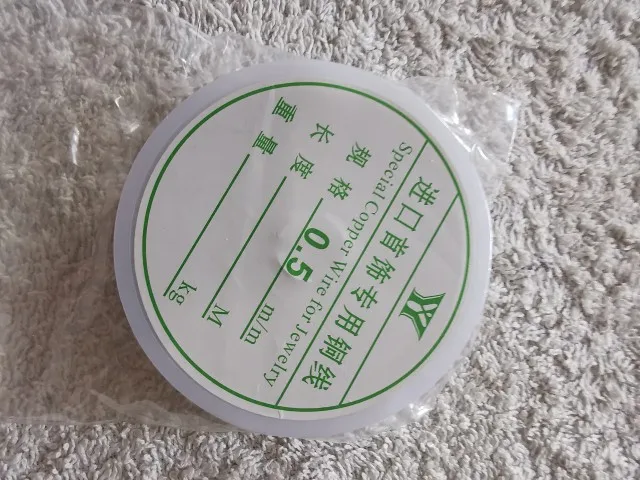 进口首饰专用铜线
Special Copper Wire for Jewelry
规格 0.5 m/m
长度 M
重量 kg